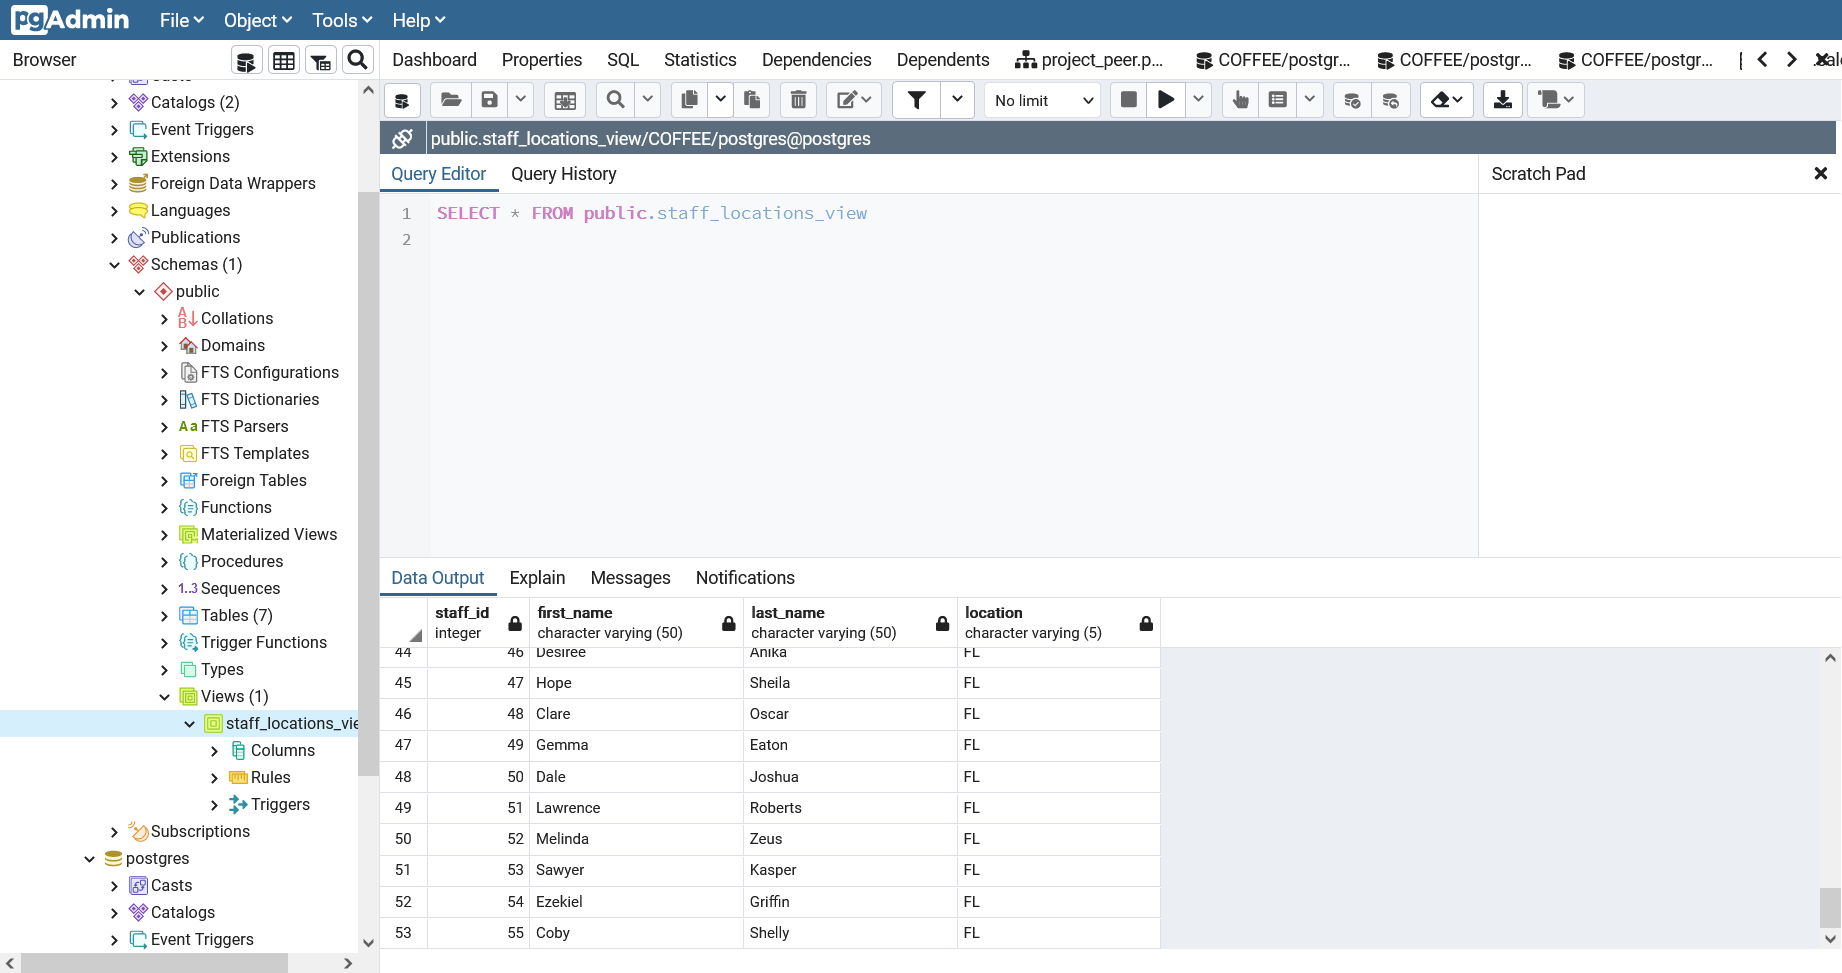 pgAdmin File Object Tools Help
Browser
Dashboard Properties SQL Statistics Dependencies Dependents project_peer.p... COFFEE/postgr... COFFEE/postgr... COFFEE/postgr...
Catalogs (2)
Event Triggers
Extensions
Foreign Data Wrappers
Languages
Publications
Schemas (1)
public
Collations
Domains
FTS Configurations
FTS Dictionaries
Aa FTS Parsers
FTS Templates
Foreign Tables
Functions
Materialized Views
Procedures
1..3 Sequences
Tables (7)
Trigger Functions
Types
Views (1)
staff_locations_vie
Columns
Rules
Triggers
Subscriptions
postgres
Casts
Catalogs
Event Triggers
No limit
public.staff_locations_view/COFFEE/postgres@postgres
Query Editor Query History
Scratch Pad
1 SELECT * FROM public.staff_locations_view
2
Data Output Explain Messages Notifications
staff_id first_name last_name location
integer character varying (50) character varying (50) character varying (5)
44 46 Desiree Anika FL
45 47 Hope Sheila FL
46 48 Clare Oscar FL
47 49 Gemma Eaton FL
48 50 Dale Joshua FL
49 51 Lawrence Roberts FL
50 52 Melinda Zeus FL
51 53 Sawyer Kasper FL
52 54 Ezekiel Griffin FL
53 55 Coby Shelly FL